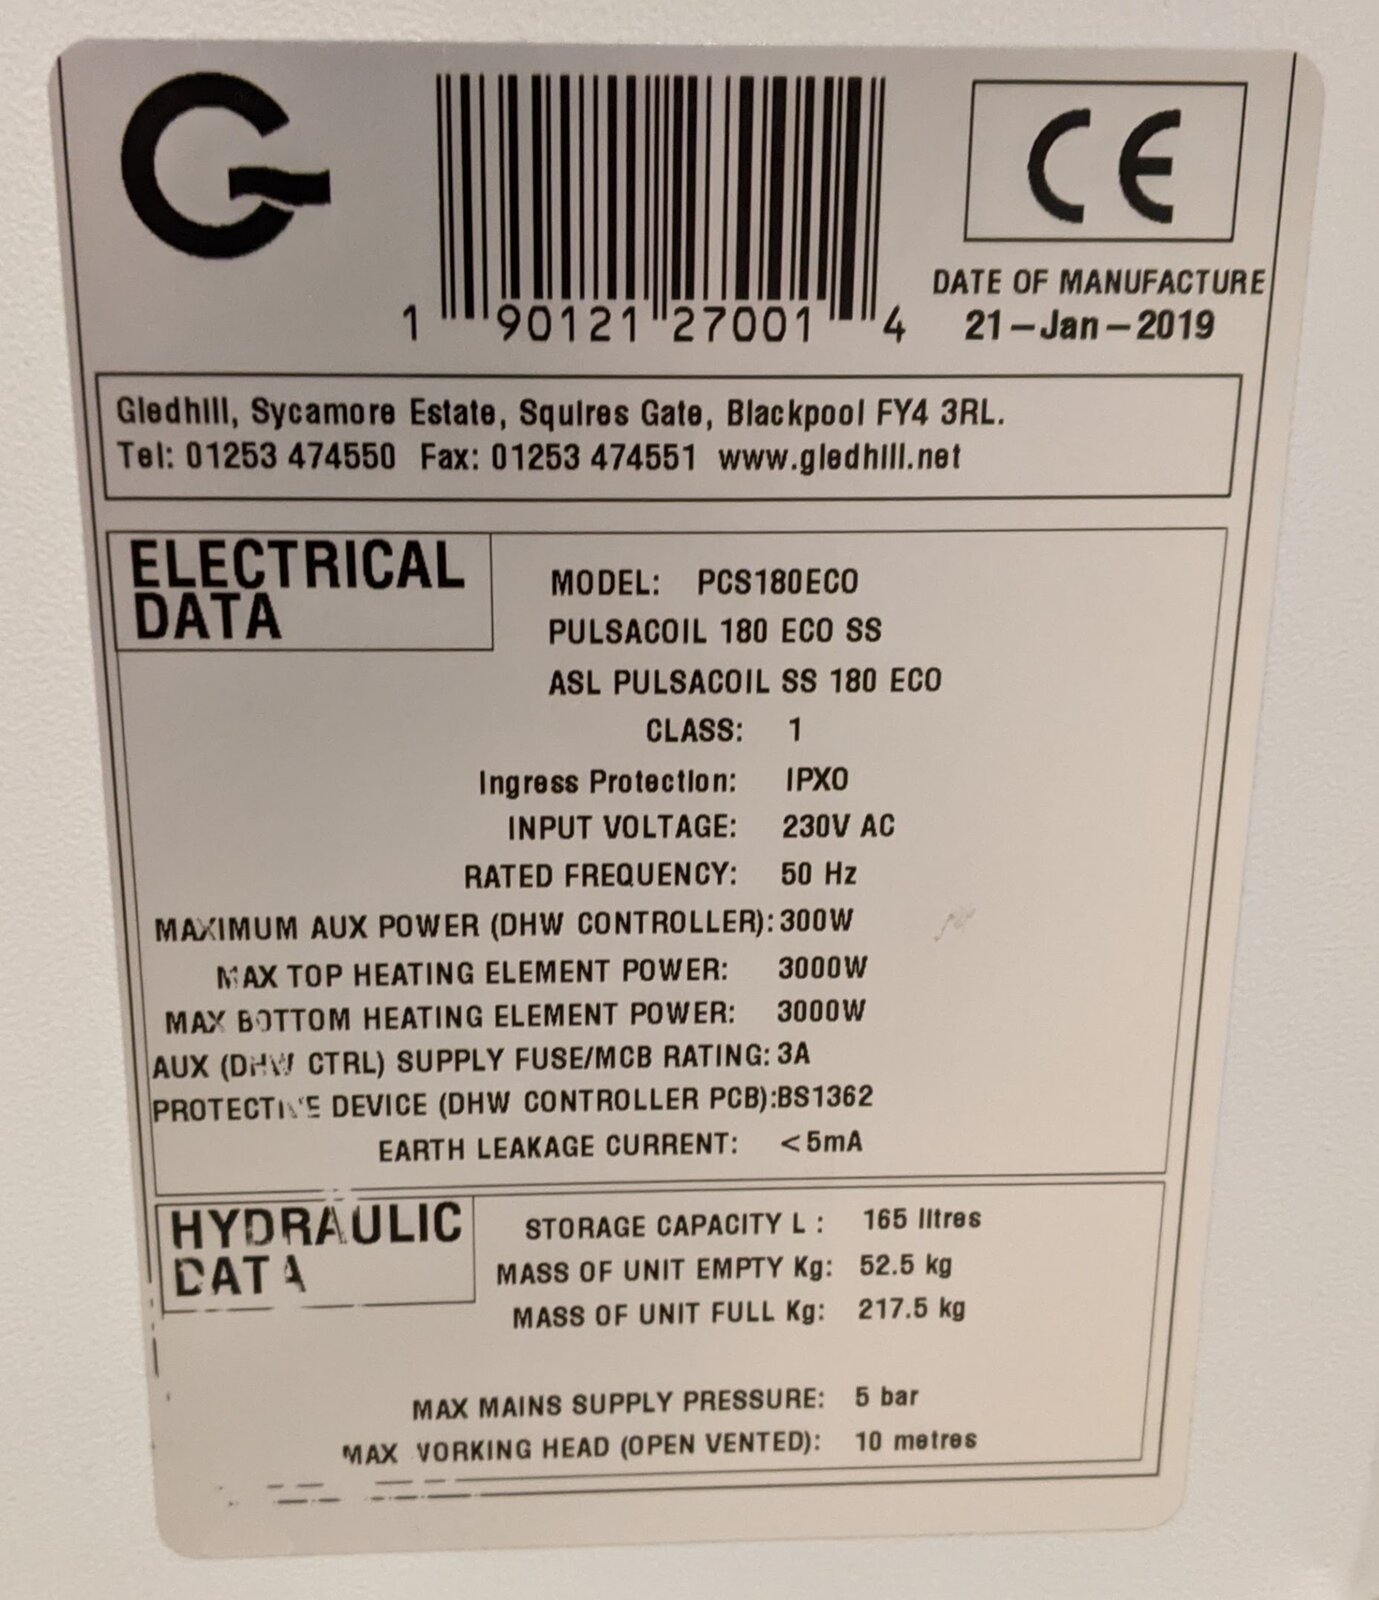 CE
1 90121 27001 4
DATE OF MANUFACTURE
21-Jan-2019
Gledhill, Sycamore Estate, Squires Gate, Blackpool FY4 3RL.
Tel: 01253 474550 Fax: 01253 474551 www.gledhill.net
ELECTRICAL
DATA
MODEL: PCS180ECO
PULSACOIL 180 ECO SS
ASL PULSACOIL SS 180 ECO
CLASS: 1
Ingress Protection: IPX0
INPUT VOLTAGE: 230V AC
RATED FREQUENCY: 50 Hz
MAXIMUM AUX POWER (DHW CONTROLLER): 300W
MAX TOP HEATING ELEMENT POWER: 3000W
MAX BOTTOM HEATING ELEMENT POWER: 3000W
AUX (DHW CTRL) SUPPLY FUSE/MCB RATING: 3A
PROTECTIVE DEVICE (DHW CONTROLLER PCB):BS1362
EARTH LEAKAGE CURRENT: <5mA
HYDRAULIC
DATA
STORAGE CAPACITY L : 165 litres
MASS OF UNIT EMPTY Kg: 52.5 kg
MASS OF UNIT FULL Kg: 217.5 kg
MAX MAINS SUPPLY PRESSURE: 5 bar
MAX WORKING HEAD (OPEN VENTED): 10 metres